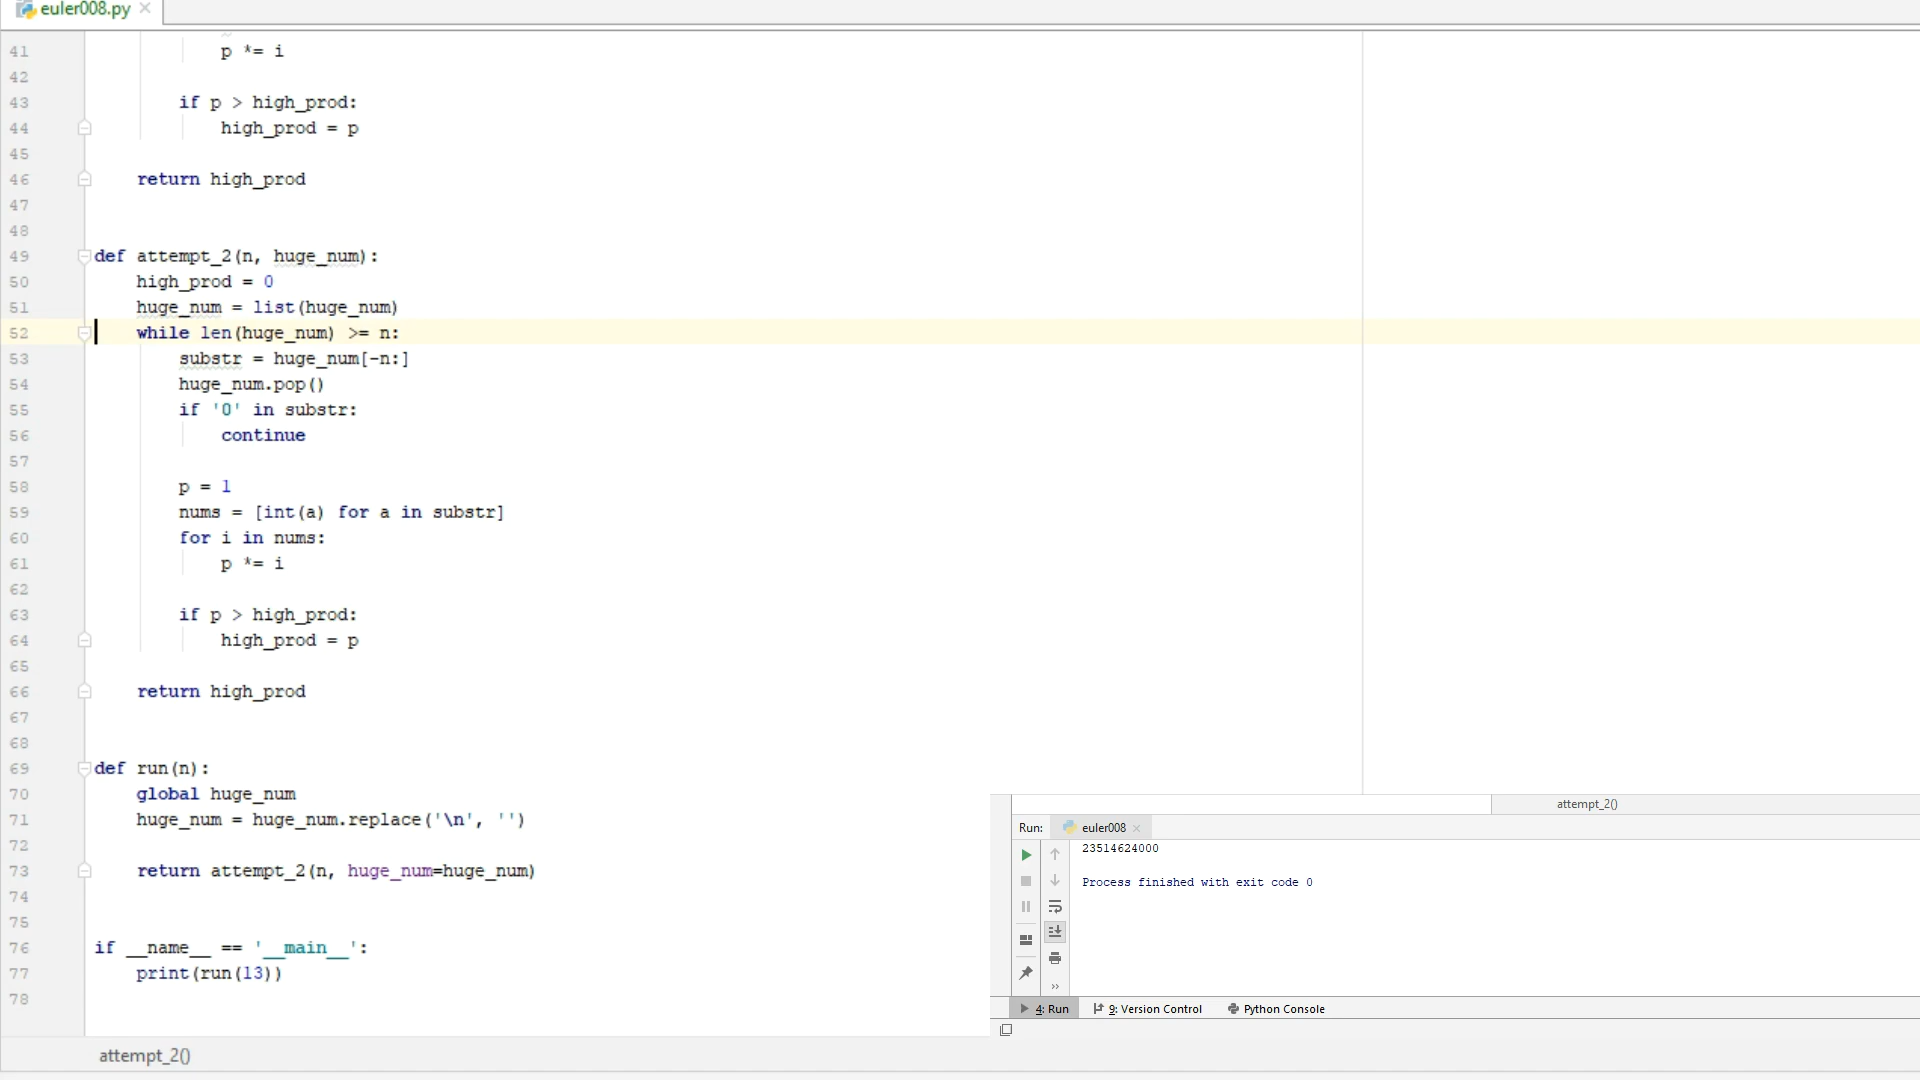 euler008.py
41 p *= i
42
43 if p > high_prod:
44 high_prod = p
45
46 return high_prod
47
48
49 def attempt_2(n, huge_num):
50 high_prod = 0
51 huge_num = list(huge_num)
52 while len(huge_num) >= n:
53 substr = huge_num[-n:]
54 huge_num.pop()
55 if '0' in substr:
56 continue
57
58 p = 1
59 nums = [int(a) for a in substr]
60 for i in nums:
61 p *= i
62
63 if p > high_prod:
64 high_prod = p
65
66 return high_prod
67
68
69 def run(n):
70 global huge_num
71 huge_num = huge_num.replace('\n', '')
72
73 return attempt_2(n, huge_num=huge_num)
74
75
76 if __name__ == '__main__':
77 print(run(13))
78
attempt_2()
attempt_2()
Run: euler008
23514624000
Process finished with exit code 0
4: Run 9: Version Control Python Console